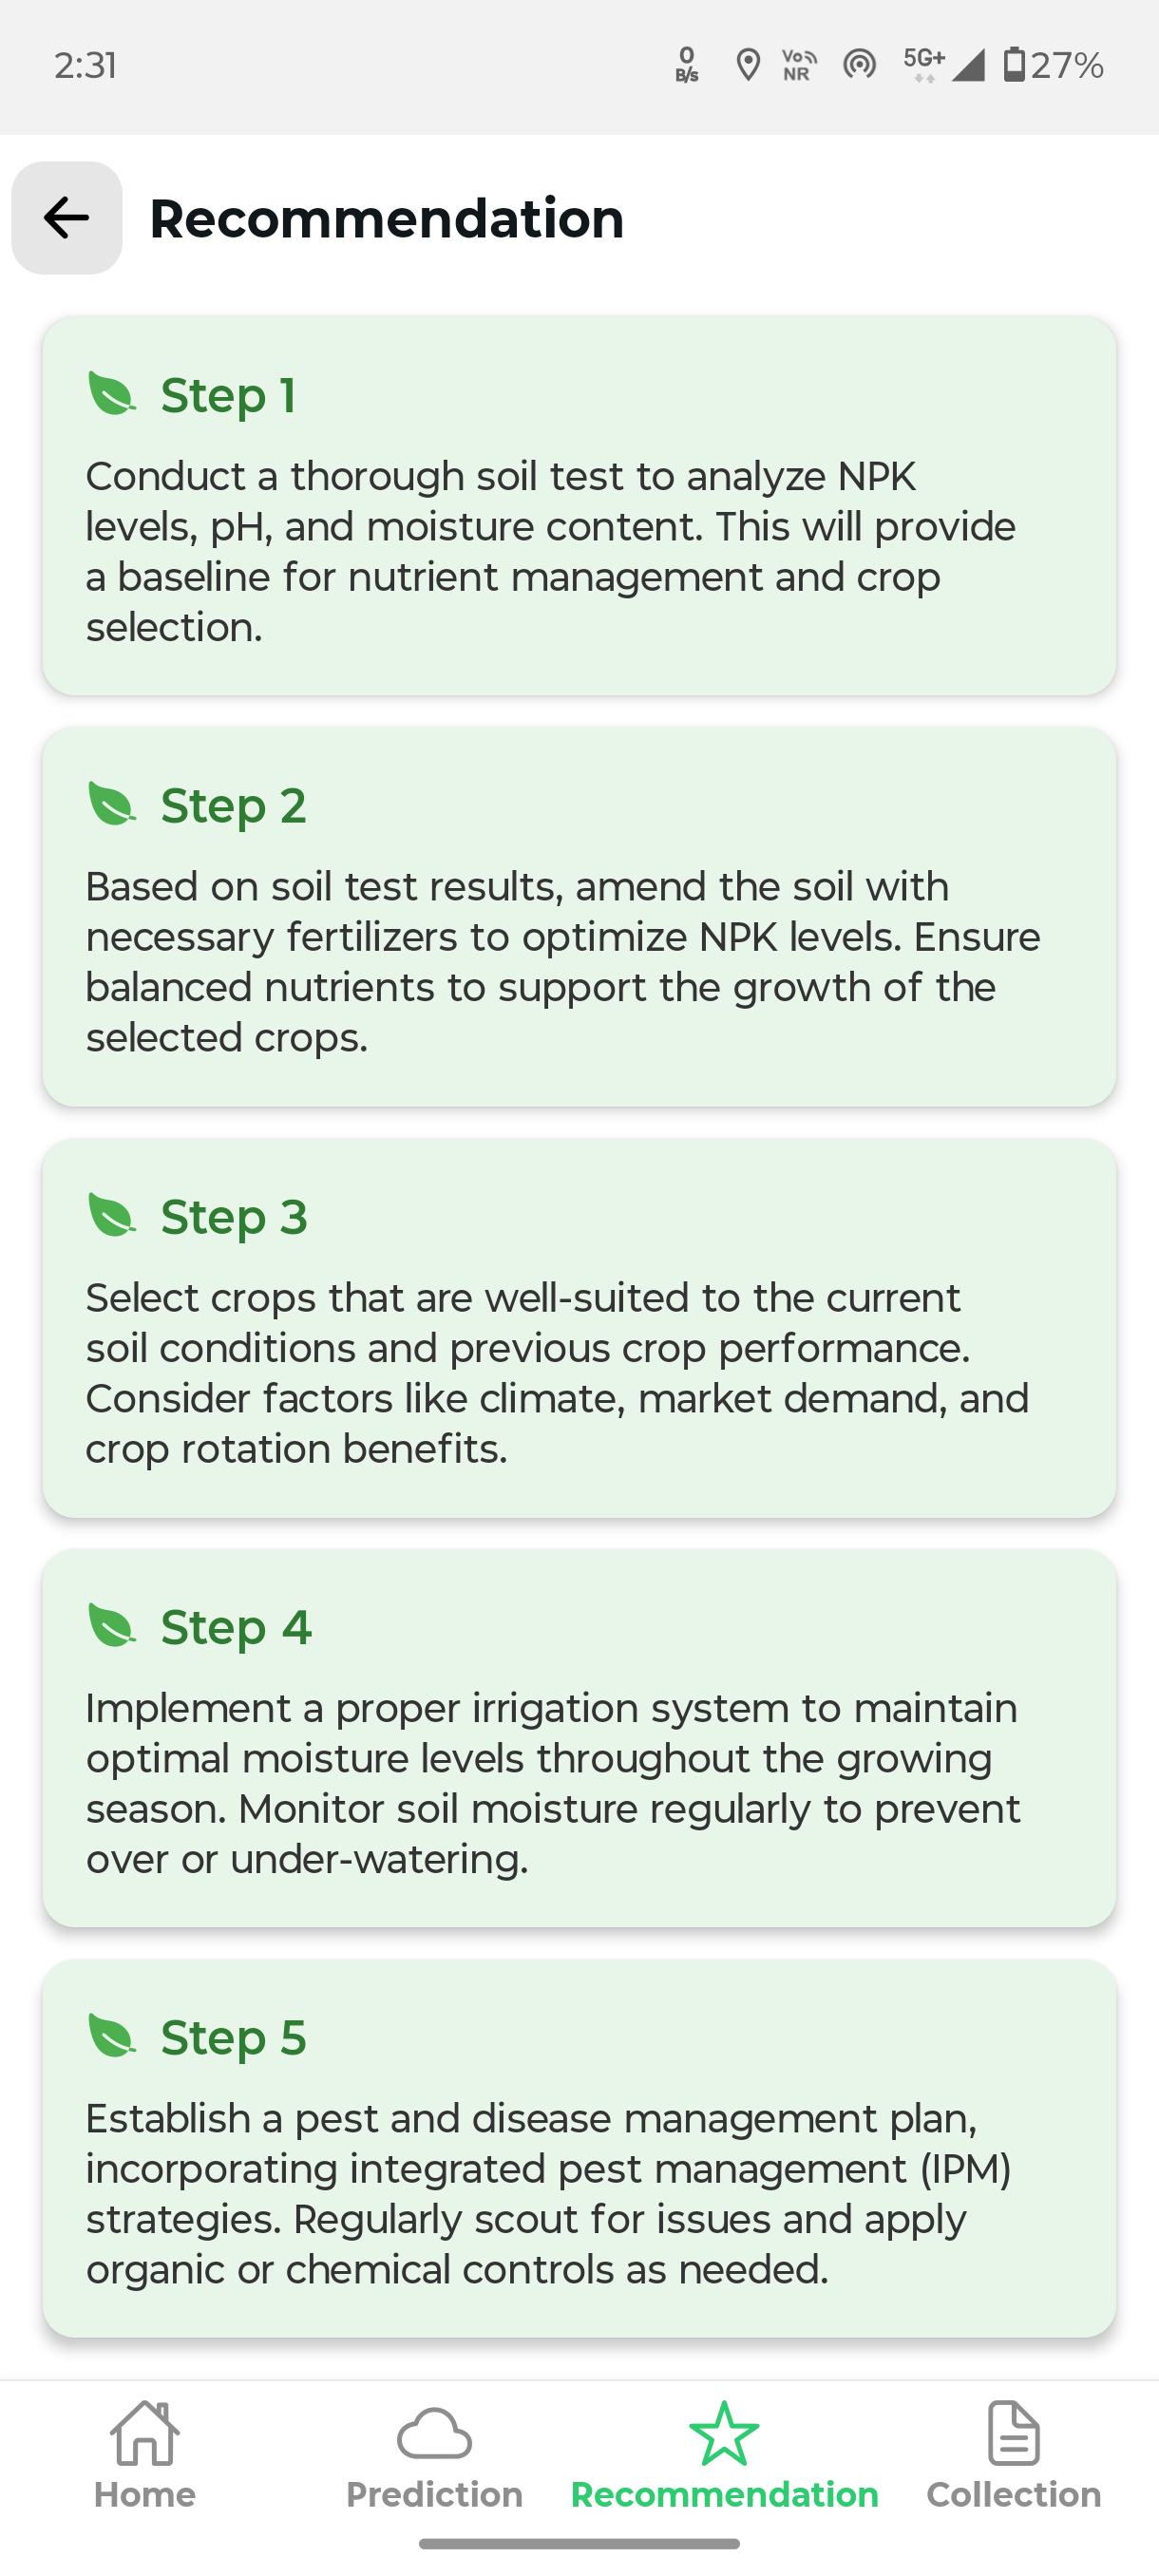 2:31
0
B/s
Vo
NR
5G+
27%
Recommendation
Step 1
Conduct a thorough soil test to analyze NPK
levels, pH, and moisture content. This will provide
a baseline for nutrient management and crop
selection.
Step 2
Based on soil test results, amend the soil with
necessary fertilizers to optimize NPK levels. Ensure
balanced nutrients to support the growth of the
selected crops.
Step 3
Select crops that are well-suited to the current
soil conditions and previous crop performance.
Consider factors like climate, market demand, and
crop rotation benefits.
Step 4
Implement a proper irrigation system to maintain
optimal moisture levels throughout the growing
season. Monitor soil moisture regularly to prevent
over or under-watering.
Step 5
Establish a pest and disease management plan,
incorporating integrated pest management (IPM)
strategies. Regularly scout for issues and apply
organic or chemical controls as needed.
Home
Prediction
Recommendation
Collection